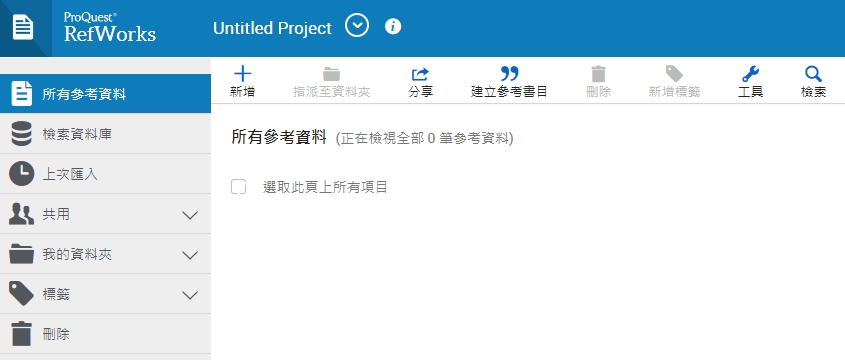 ProQuest®
RefWorks
Untitled Project
所有參考資料
檢索資料庫
上次匯入
共用
我的資料夾
標籤
刪除
新增
指派至資料夾
分享
建立參考書目
刪除
新增標籤
工具
檢索
所有參考資料 (正在檢視全部 0 筆參考資料)
選取此頁上所有項目